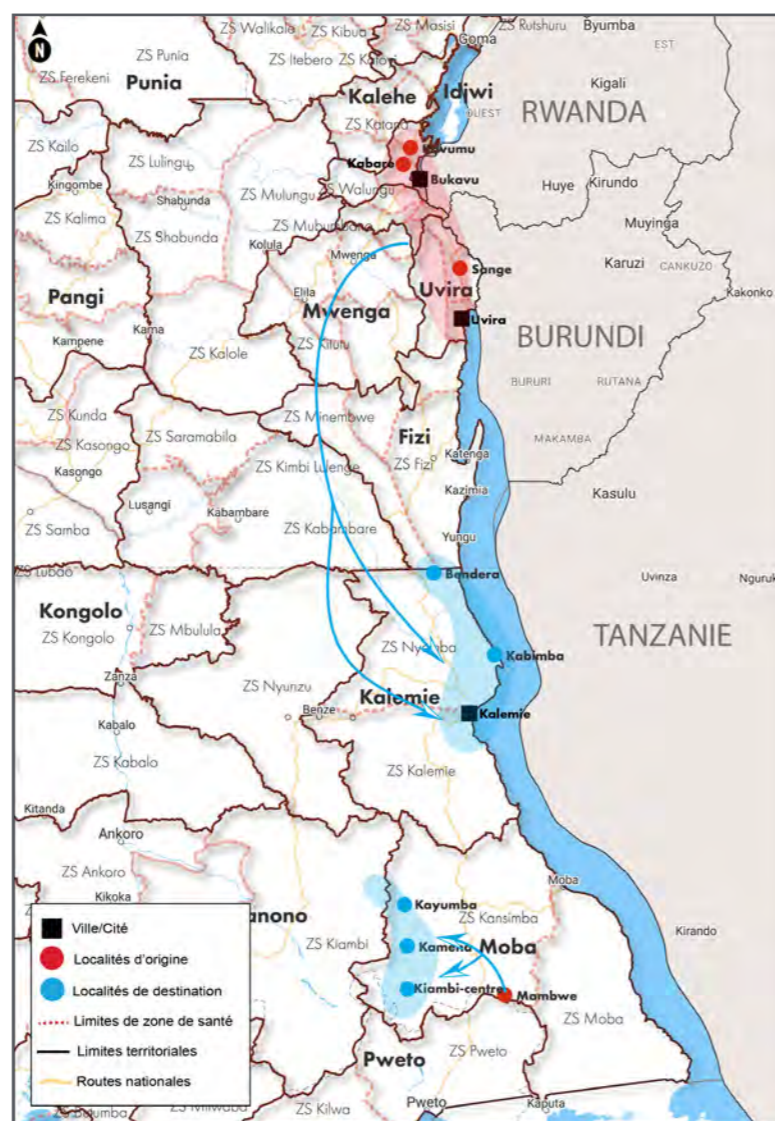 N
ZS Walikale
ZS Kibua
ZS Masisi
ZS Rutshuru
Byumba
Goma
EST
ZS Punia
ZS Itebero
ZS Ferekeni
Punia
Kalehe
Idjwi
Kigali
RWANDA
OUEST
ZS Katana
ZS Kailo
ZS Lulingu
Kabare
Bukavu
Kingombe
ZS Mulungu
ZS Walungu
Huye
Kirundo
ZS Kalima
Shabunda
Muyinga
ZS Shabunda
Kolula
Mwenga
Sange
Karuzi
CANKUZO
Pangi
Elila
Uvira
Kakonko
Mwenga
Uvira
Kama
BURUNDI
Kampene
ZS Kalole
ZS Kitutu
BURURI
RUTANA
ZS Kunda
ZS Minembwe
ZS Kasongo
ZS Saramabila
Fizi
MAKAMBA
Katenga
Kasongo
ZS Kimbi Lulenge
ZS Fizi
Kazimia
Kasulu
Lusangi
Kabambare
ZS Samba
ZS Kabambare
Yungu
ZS Lubao
Bendera
Uvinza
Nguruk
Kongolo
ZS Kongolo
ZS Mbulula
TANZANIE
Kabimba
Zanza
ZS Nyunzu
Kalemie
Kalemie
Benze
Kabalo
ZS Kabalo
ZS Kalemie
Kitanda
Ankoro
ZS Ankoro
Moba
Kikoka
Kayumba
ZS Kansimba
Kirando
ZS Kiambi
Moba
Kiambi-centre
Mambwe
ZS Moba
Pweto
ZS Pweto
ZS Kilwa
Pweto
Kaputa
Ville/Cité
Localités d'origine
Localités de destination
Limites de zone de santé
Limites territoriales
Routes nationales